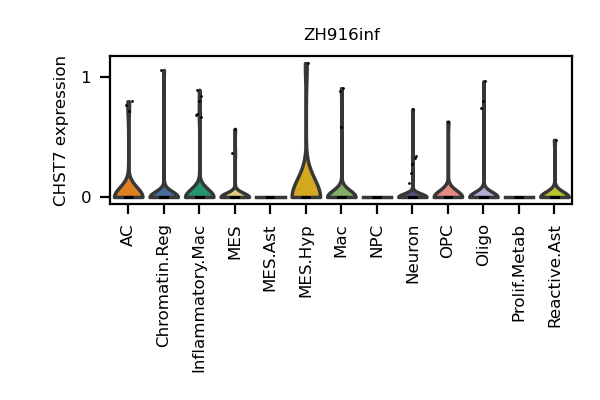 ZH916inf
CHST7 expression
1
0
AC
Chromatin.Reg
Inflammatory.Mac
MES
MES.Ast
MES.Hyp
Mac
NPC
Neuron
OPC
Oligo
Prolif.Metab
Reactive.Ast